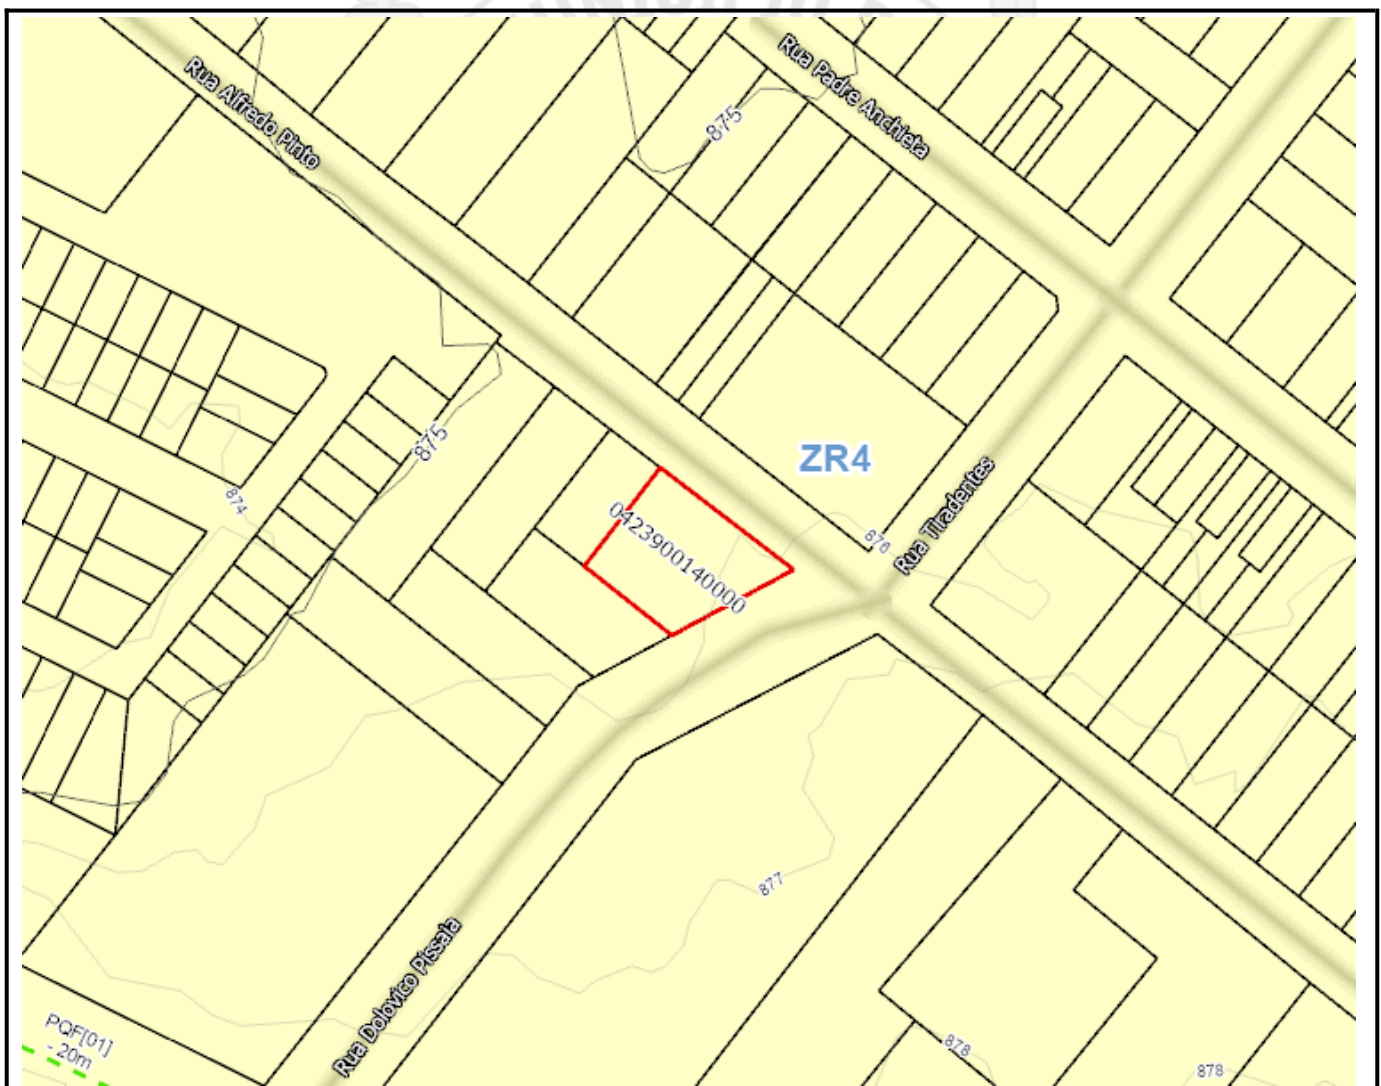 Rua Alfredo Pinto
Rua Padre Anchieta
875
ZR4
875
874
0423900140000
876
Rua Tiradentes
877
Rua Dolovico Pissaia
PQF[01]
- 20m
878
878